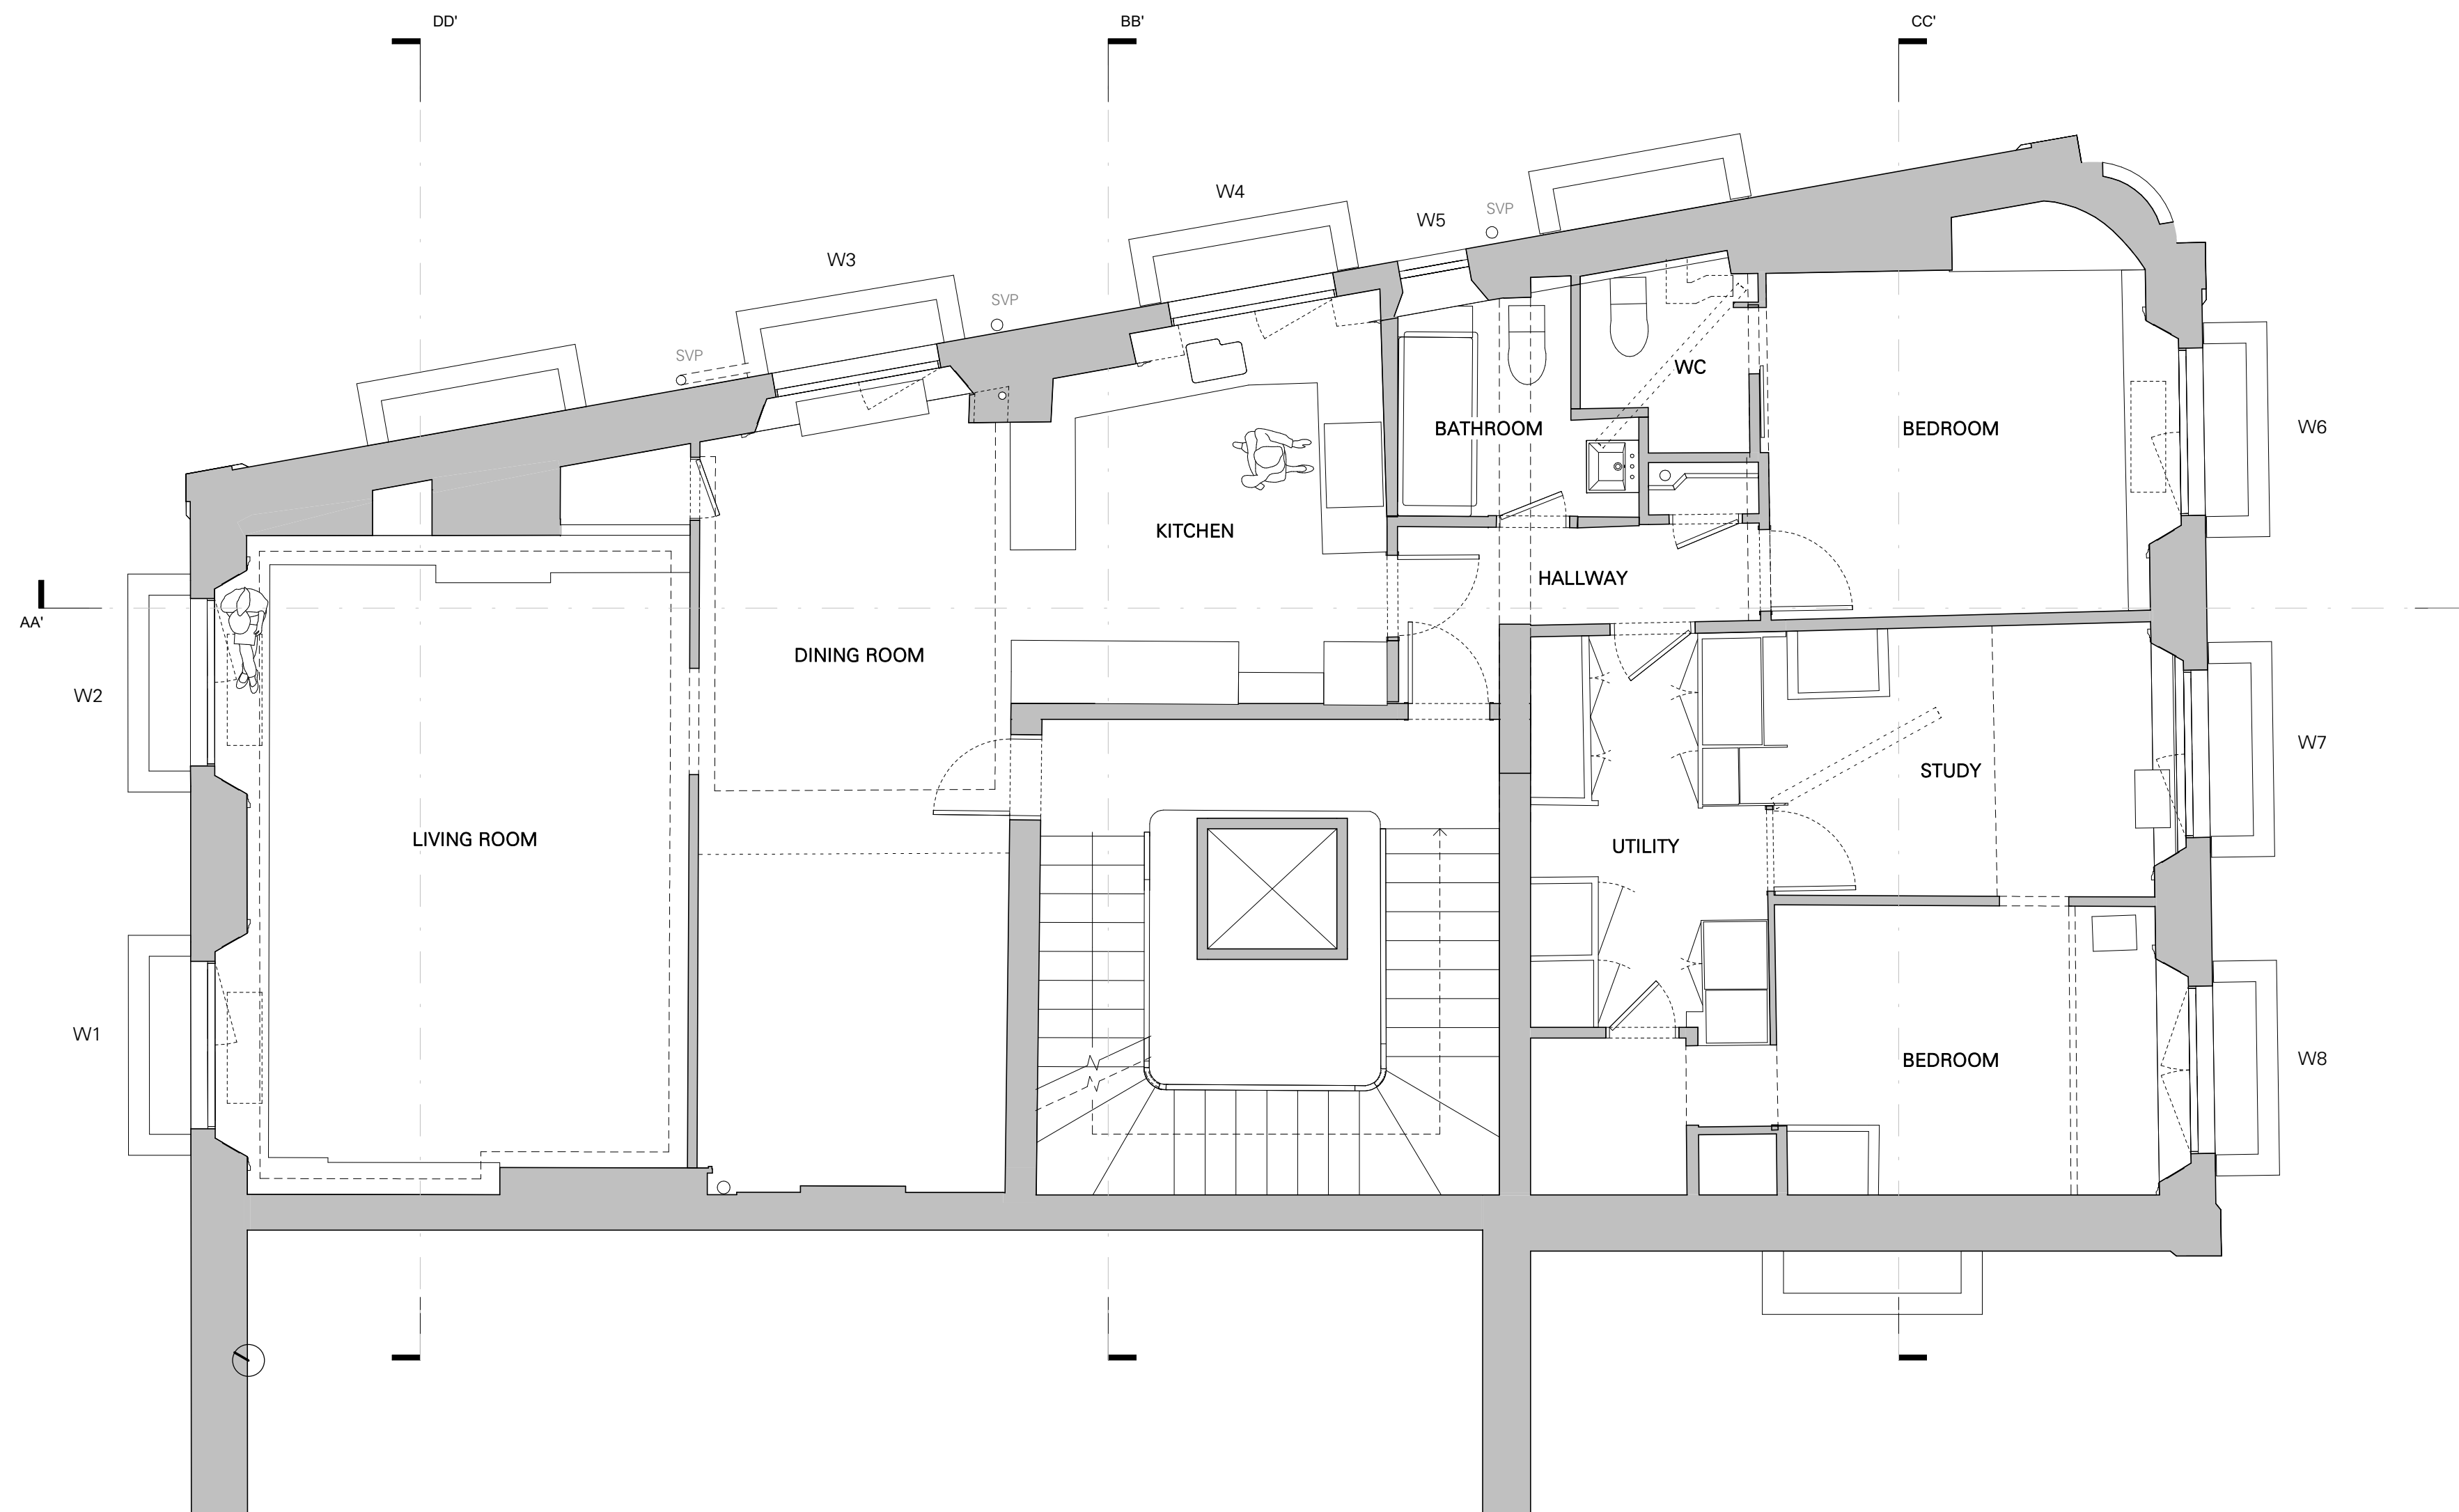 DD'
BB'
CC'
W4
SVP
W5
W3
SVP
SVP
WC
BATHROOM
BEDROOM
W6
KITCHEN
HALLWAY
AA'
DINING ROOM
W2
W7
STUDY
LIVING ROOM
UTILITY
W1
BEDROOM
W8